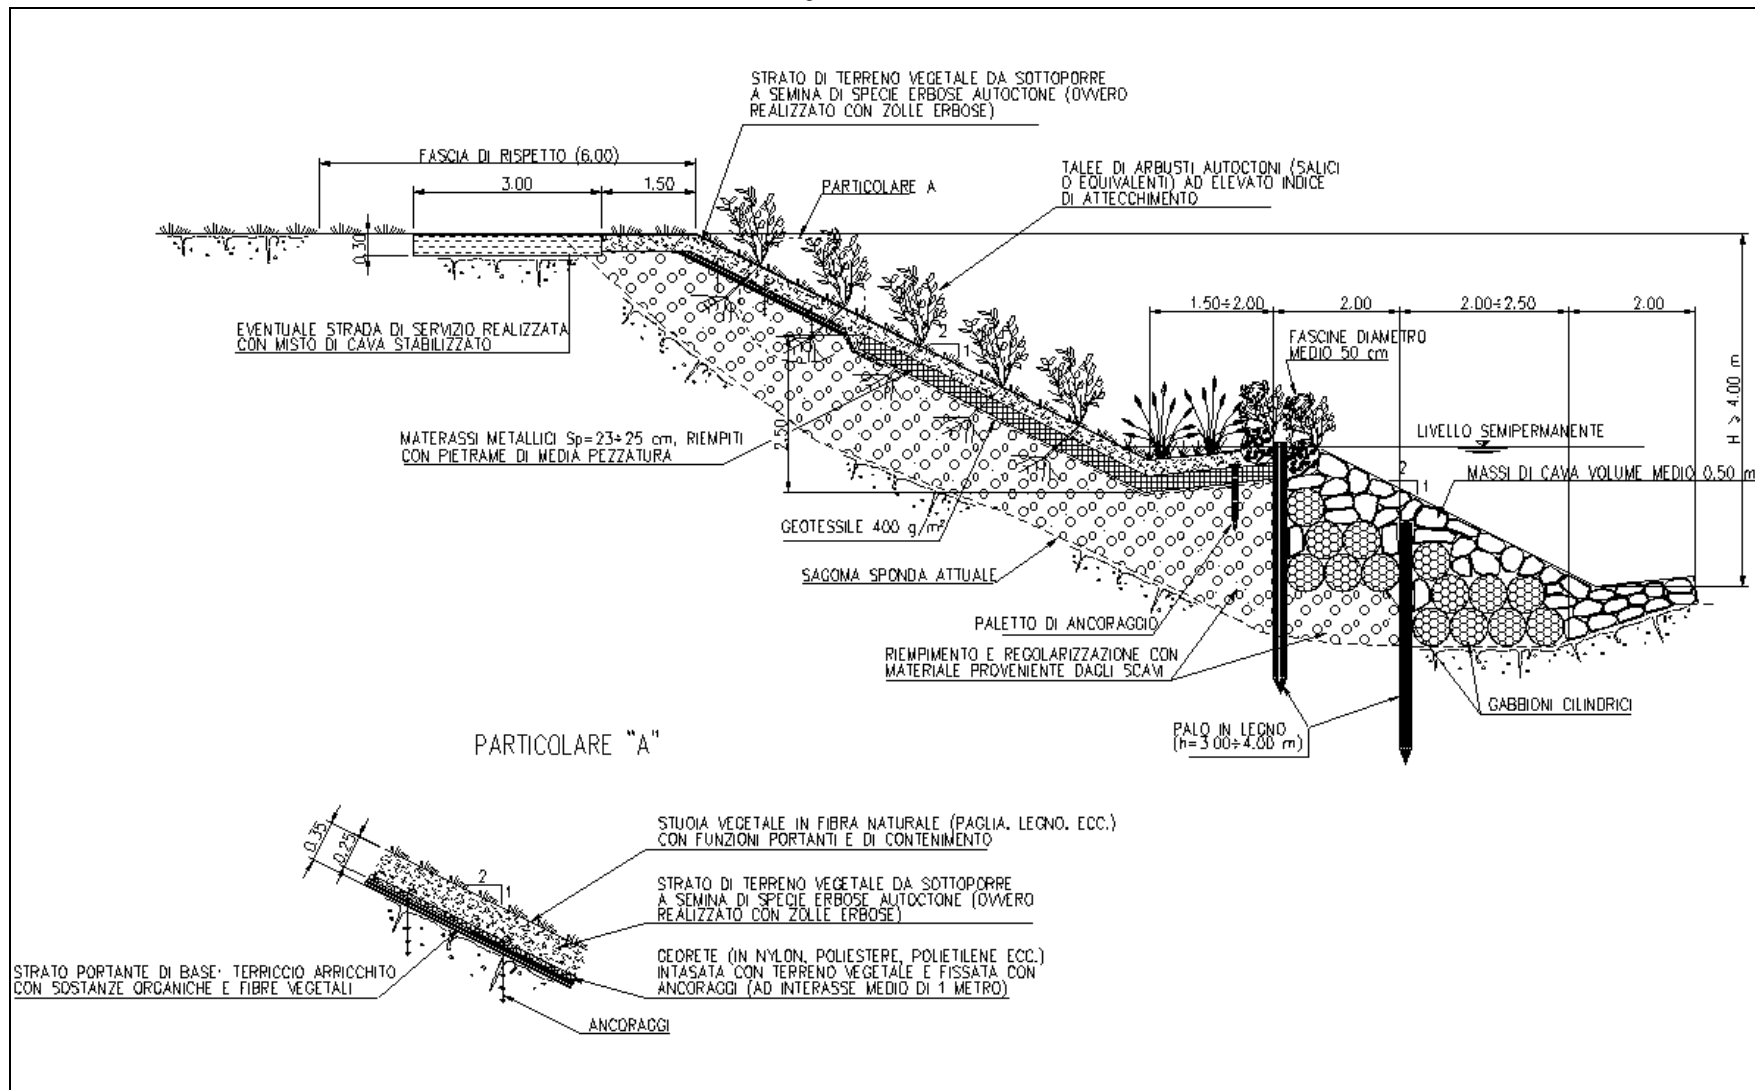 STRATO DI TERRENO VEGETALE DA SOTTOPORRE
A SEMINA DI SPECIE ERBOSE AUTOCTONE (OVVERO
REALIZZATO CON ZOLLE ERBOSE)
FASCIA DI RISPETTO (6.00)
3.00
1.50
PARTICOLARE A
TALEE DI ARBUSTI AUTOCTONI (SALICI
O EQUIVALENTI) AD ELEVATO INDICE
DI ATTECCHIMENTO
0.30
EVENTUALE STRADA DI SERVIZIO REALIZZATA
CON MISTO DI CAVA STABILIZZATO
2
1
1.50÷2.00
2.00
2.00÷2.50
2.00
FASCINE DIAMETRO
MEDIO 50 cm
H ≥ 4.00 m
LIVELLO SEMIPERMANENTE
2
1
MASSI DI CAVA VOLUME MEDIO 0.50 m
MATERASSI METALLICI Sp=23÷25 cm, RIEMPITI
CON PIETRAME DI MEDIA PEZZATURA
2.50
GEOTESSILE 400 g/m²
SAGOMA SPONDA ATTUALE
PALETTO DI ANCORAGGIO
RIEMPIMENTO E REGOLARIZZAZIONE CON
MATERIALE PROVENIENTE DAGLI SCAVI
GABBIONI CILINDRICI
PALO IN LEGNO
(h=3.00÷4.00 m)
PARTICOLARE "A"
0.35
0.25
2
1
STUOIA VEGETALE IN FIBRA NATURALE (PAGLIA, LEGNO, ECC.)
CON FUNZIONI PORTANTI E DI CONTENIMENTO
STRATO DI TERRENO VEGETALE DA SOTTOPORRE
A SEMINA DI SPECIE ERBOSE AUTOCTONE (OVVERO
REALIZZATO CON ZOLLE ERBOSE)
GEORETE (IN NYLON, POLIESTERE, POLIETILENE ECC.)
INTASATA CON TERRENO VEGETALE E FISSATA CON
ANCORAGGI (AD INTERASSE MEDIO DI 1 METRO)
STRATO PORTANTE DI BASE: TERRICCIO ARRICCHITO
CON SOSTANZE ORGANICHE E FIBRE VEGETALI
ANCORAGGI